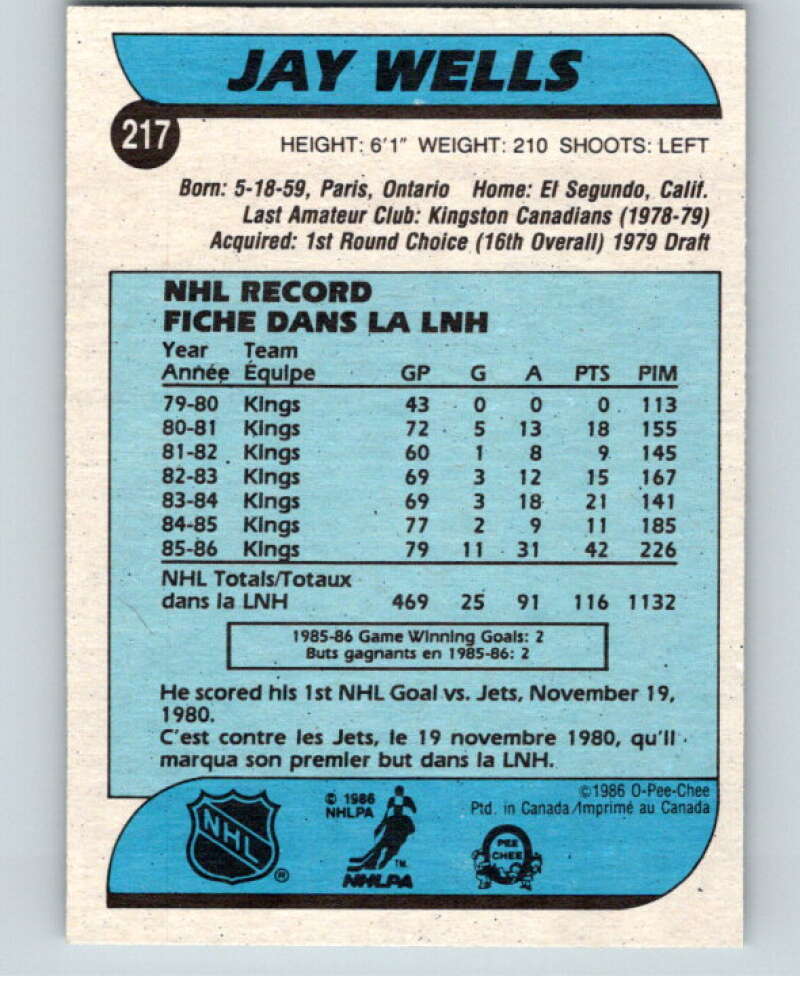 JAY WELLS
217
HEIGHT: 6'1" WEIGHT: 210 SHOOTS: LEFT
Born: 5-18-59, Paris, Ontario Home: El Segundo, Calif.
Last Amateur Club: Kingston Canadians (1978-79)
Acquired: 1st Round Choice (16th Overall) 1979 Draft
NHL RECORD
FICHE DANS LA LNH
Year Team
Année Équipe GP G A PTS PIM
79-80 Kings 43 0 0 0 113
80-81 Kings 72 5 13 18 155
81-82 Kings 60 1 8 9 145
82-83 Kings 69 3 12 15 167
83-84 Kings 69 3 18 21 141
84-85 Kings 77 2 9 11 185
85-86 Kings 79 11 31 42 226
NHL Totals/Totaux
dans la LNH 469 25 91 116 1132
1985-86 Game Winning Goals: 2
Buts gagnants en 1985-86: 2
He scored his 1st NHL Goal vs. Jets, November 19,
1980.
C'est contre les Jets, le 19 novembre 1980, qu'il
marqua son premier but dans la LNH.
©1986 O-Pee-Chee
Ptd. in Canada/Imprimé au Canada
NHL ®
© 1986
NHLPA
TM
NHLPA
O
PEE
CHEE